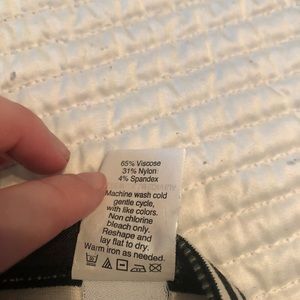 65% Viscose
31% Nylon
4% Spandex
Machine wash cold
gentle cycle,
with like colors.
Non chlorine
bleach only.
Reshape and
lay flat to dry.
Warm iron as needed.